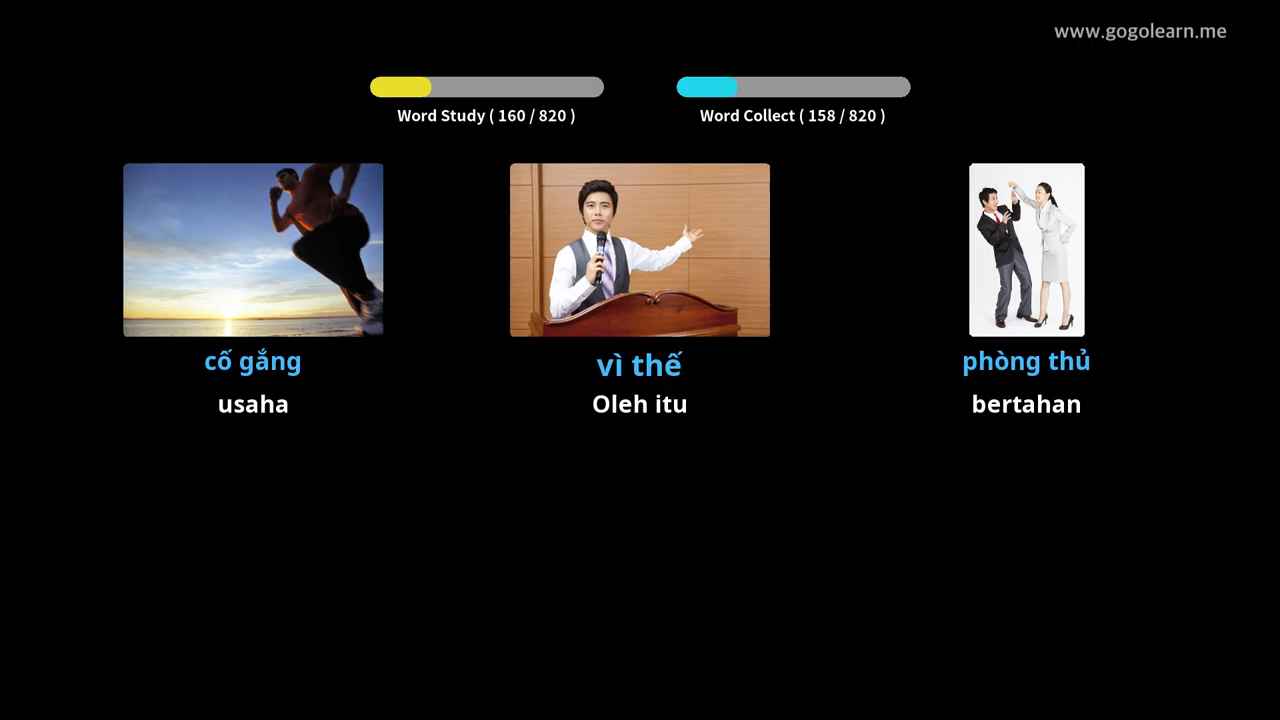 www.gogolearn.me
Word Study ( 160 / 820 )
Word Collect ( 158 / 820 )
cố gắng
vì thế
phòng thủ
usaha
Oleh itu
bertahan